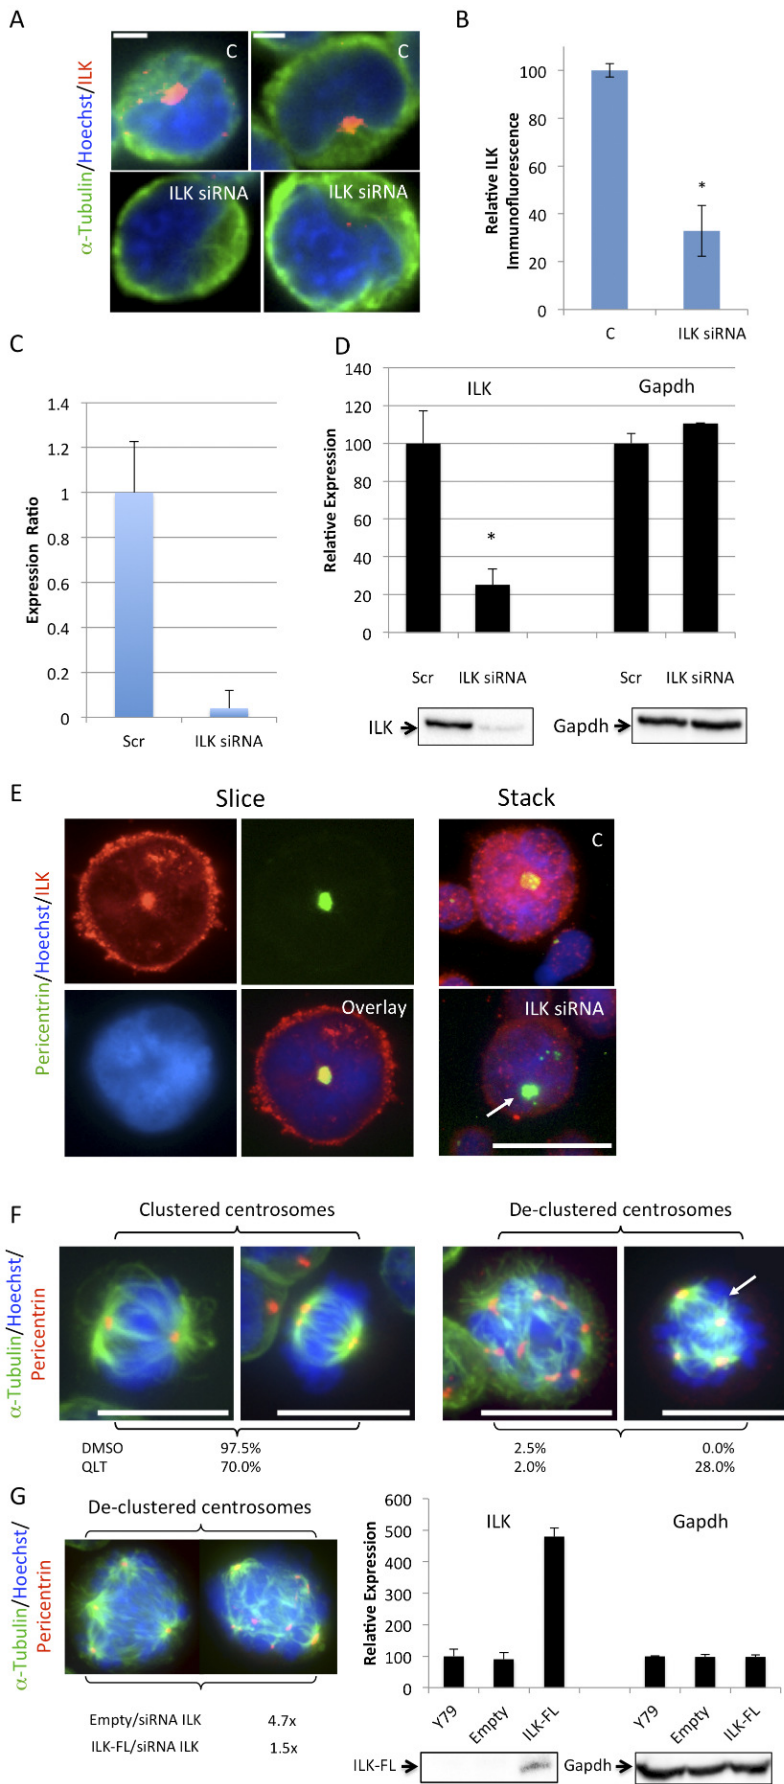 A
α-Tubulin/Hoechst/ILK
C
C
ILK siRNA
ILK siRNA
B
Relative ILK
Immunofluorescence
100
80
60
40
20
0
*
C
ILK siRNA
C
Expression Ratio
1.4
1.2
1
0.8
0.6
0.4
0.2
0
Scr
ILK siRNA
D
Relative Expression
140
120
100
80
60
40
20
0
ILK
Gapdh
*
Scr
ILK siRNA
Scr
ILK siRNA
ILK
Gapdh
E
Slice
Stack
Pericentrin/Hoechst/ILK
C
Overlay
ILK siRNA
F
Clustered centrosomes
De-clustered centrosomes
α-Tubulin/Hoechst/
Pericentrin
DMSO 97.5% 2.5% 0.0%
QLT 70.0% 2.0% 28.0%
G
De-clustered centrosomes
α-Tubulin/Hoechst/
Pericentrin
Empty/siRNA ILK 4.7x
ILK-FL/siRNA ILK 1.5x
Relative Expression
600
500
400
300
200
100
0
ILK
Gapdh
Y79
Empty
ILK-FL
Y79
Empty
ILK-FL
ILK-FL
Gapdh